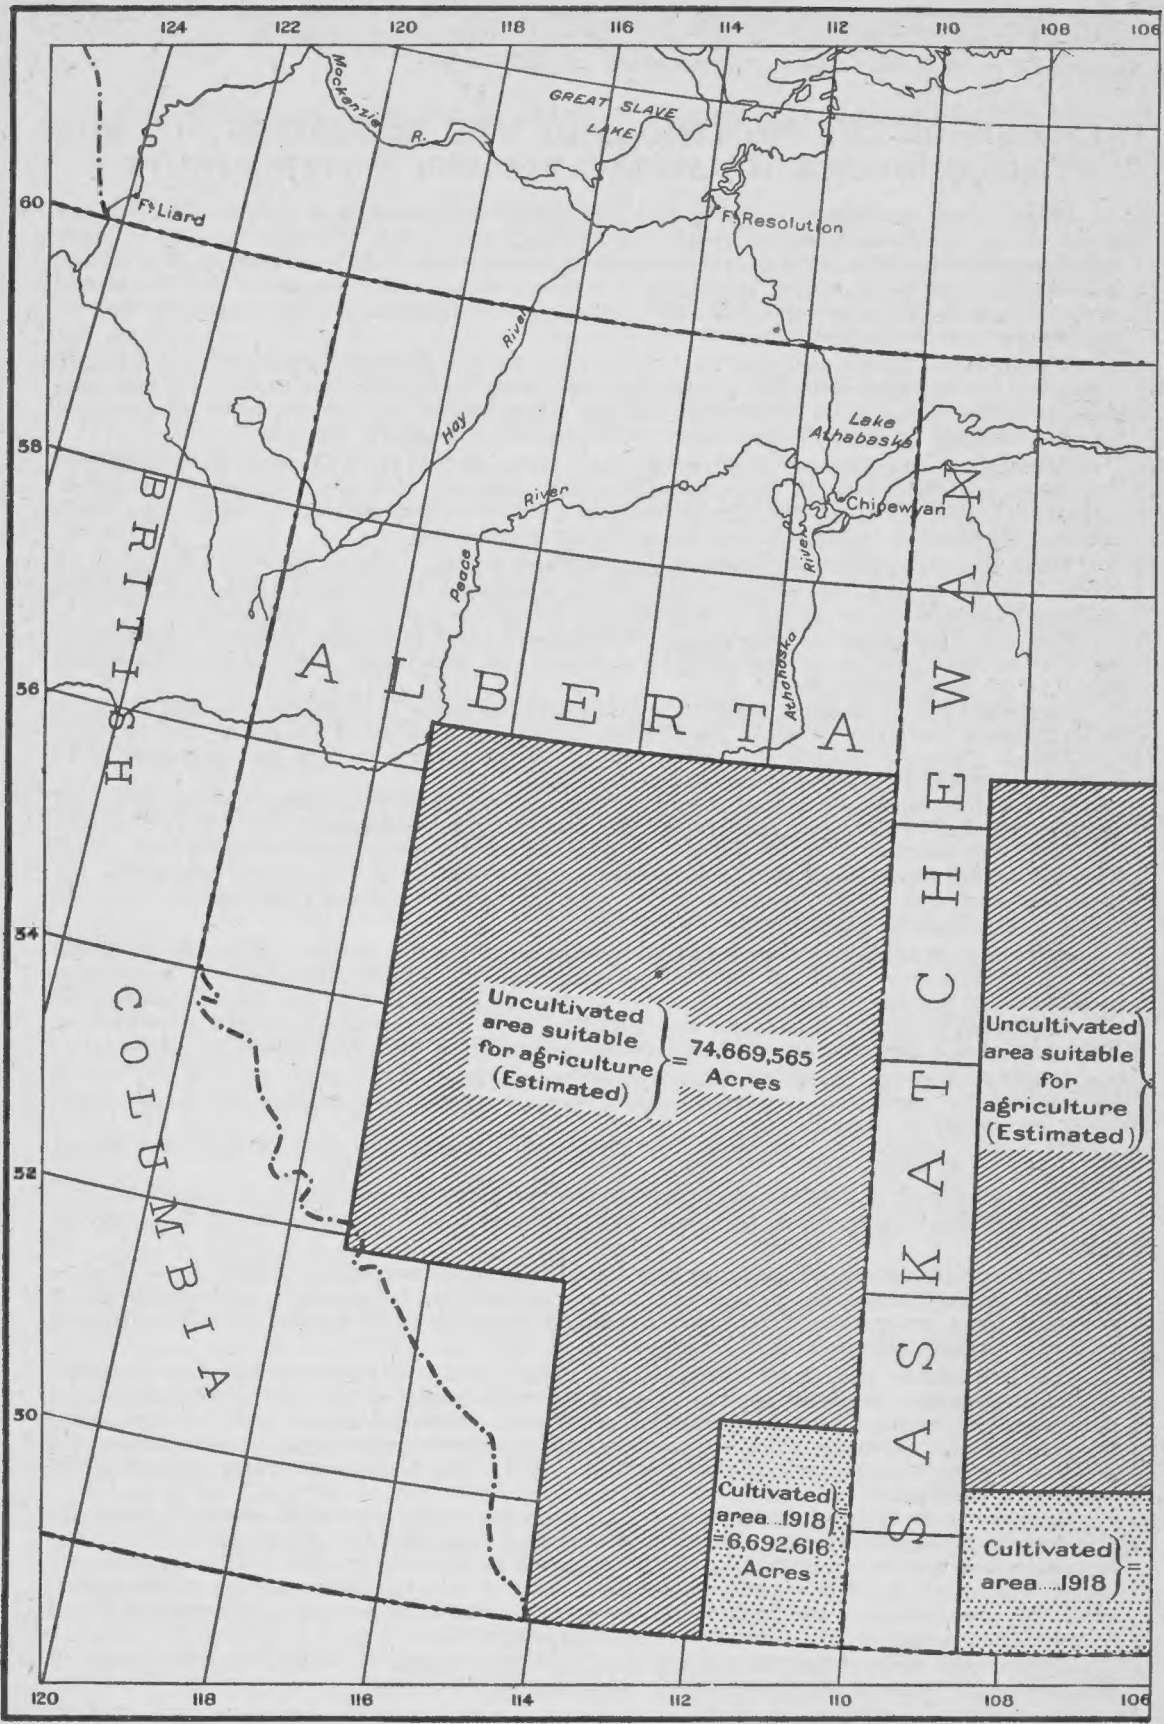 124 122 120 118 116 114 112 110 108 106
Mackenzie
R.
GREAT SLAVE
LAKE
60
Ft Liard
Ft Resolution
River
Hay
58
Lake
Athabaska
River
Chipewyan
Peace
River
Athabaska
56
BRITISH
COLUMBIA
ALBERTA
SASKATCHEWAN
54
Uncultivated
area suitable
for agriculture
(Estimated)
= 74,669,565
Acres
Uncultivated
area suitable
for
agriculture
(Estimated)
52
50
Cultivated
area...1918 =
=6,692,616
Acres
Cultivated
area.....1918 =
120 118 116 114 112 110 108 106